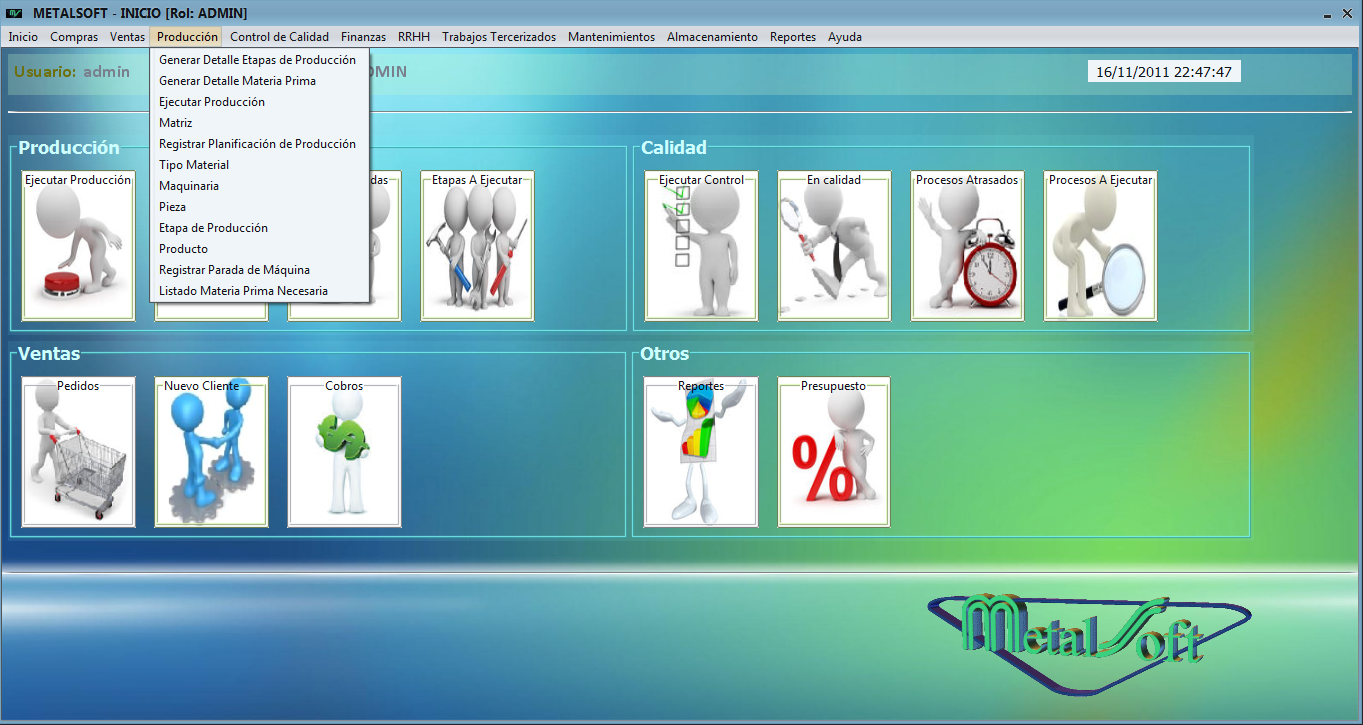 METALSOFT - INICIO [Rol: ADMIN]
Inicio Compras Ventas Producción Control de Calidad Finanzas RRHH Trabajos Tercerizados Mantenimientos Almacenamiento Reportes Ayuda
Usuario: admin
16/11/2011 22:47:47
Generar Detalle Etapas de Producción
Generar Detalle Materia Prima
Ejecutar Producción
Matriz
Registrar Planificación de Producción
Tipo Material
Maquinaria
Pieza
Etapa de Producción
Producto
Registrar Parada de Máquina
Listado Materia Prima Necesaria
Producción
Ejecutar Producción
Etapas A Ejecutar
Calidad
Ejecutar Control
En calidad
Procesos Atrasados
Procesos A Ejecutar
Ventas
Pedidos
Nuevo Cliente
Cobros
Otros
Reportes
Presupuesto
%
MetalSoft